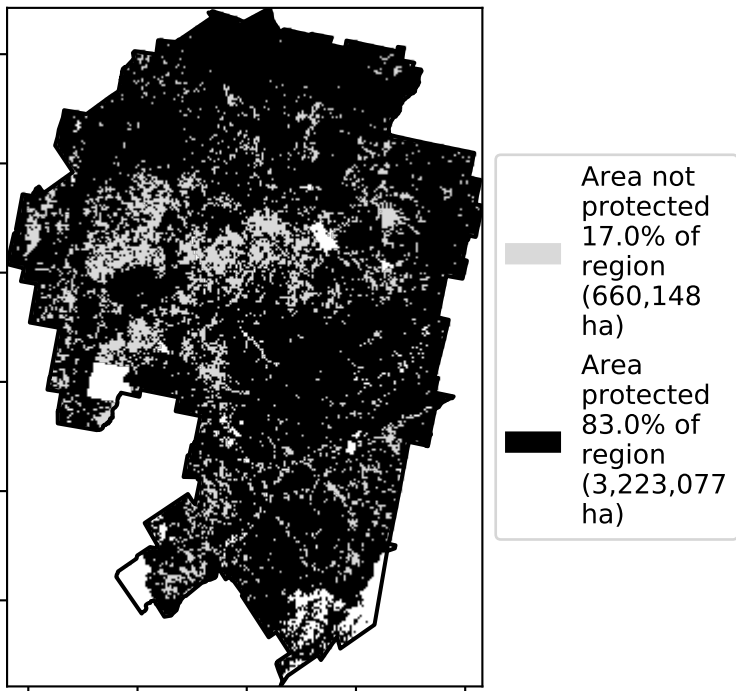 Area not
protected
17.0% of
region
(660,148
ha)
Area
protected
83.0% of
region
(3,223,077
ha)